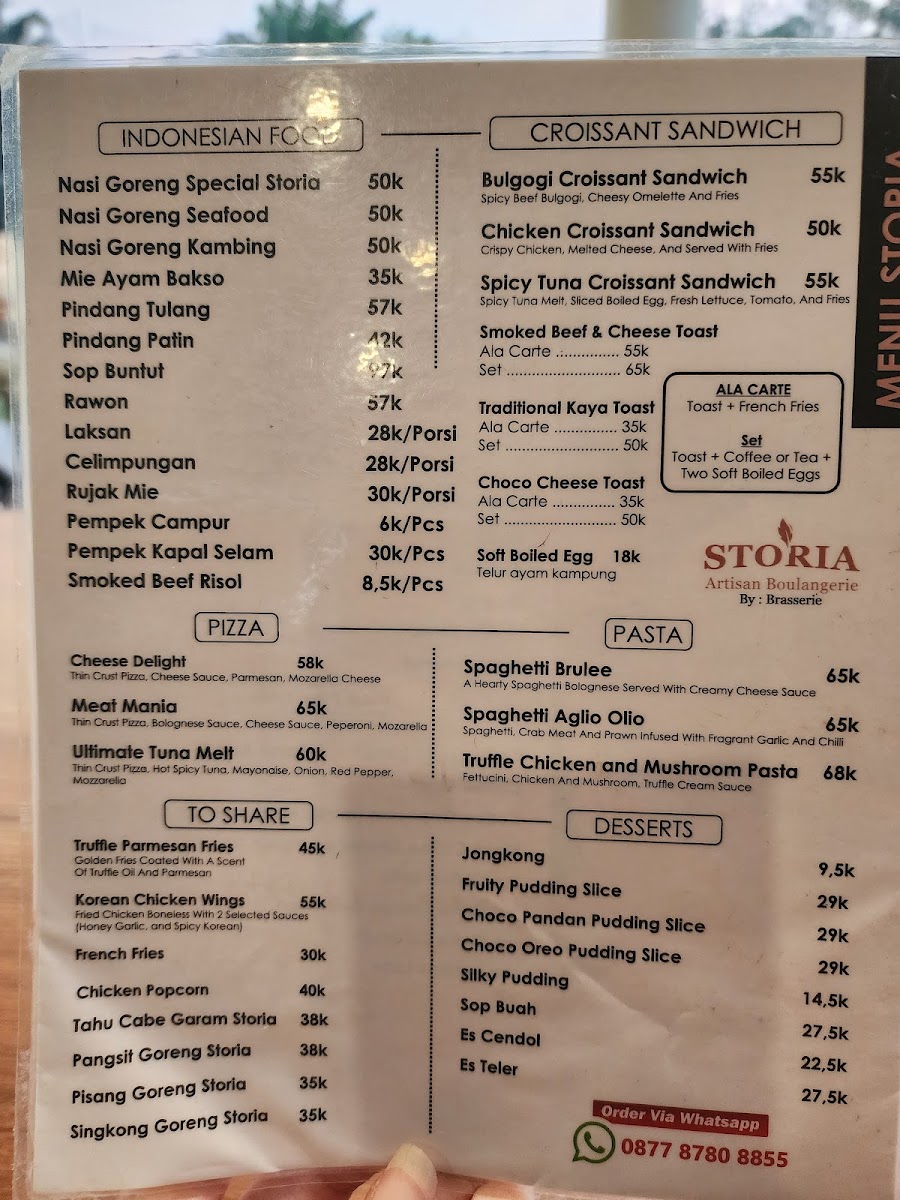 INDONESIAN FOOD
Nasi Goreng Special Storia 50k
Nasi Goreng Seafood 50k
Nasi Goreng Kambing 50k
Mie Ayam Bakso 35k
Pindang Tulang 57k
Pindang Patin 42k
Sop Buntut 97k
Rawon 57k
Laksan 28k/Porsi
Celimpungan 28k/Porsi
Rujak Mie 30k/Porsi
Pempek Campur 6k/Pcs
Pempek Kapal Selam 30k/Pcs
Smoked Beef Risol 8,5k/Pcs
CROISSANT SANDWICH
Bulgogi Croissant Sandwich 55k
Spicy Beef Bulgogi, Cheesy Omelette And Fries
Chicken Croissant Sandwich 50k
Crispy Chicken, Melted Cheese, And Served With Fries
Spicy Tuna Croissant Sandwich 55k
Spicy Tuna Melt, Sliced Boiled Egg, Fresh Lettuce, Tomato, And Fries
Smoked Beef & Cheese Toast
Ala Carte .............. 55k
Set ......................... 65k
Traditional Kaya Toast
Ala Carte .............. 35k
Set ......................... 50k
Choco Cheese Toast
Ala Carte .............. 35k
Set ......................... 50k
Soft Boiled Egg 18k
Telur ayam kampung
ALA CARTE
Toast + French Fries
Set
Toast + Coffee or Tea +
Two Soft Boiled Eggs
MENU STORIA
STORIA
Artisan Boulangerie
By : Brasserie
PIZZA
Cheese Delight 58k
Thin Crust Pizza, Cheese Sauce, Parmesan, Mozarella Cheese
Meat Mania 65k
Thin Crust Pizza, Bolognese Sauce, Cheese Sauce, Peperoni, Mozarella
Ultimate Tuna Melt 60k
Thin Crust Pizza, Hot Spicy Tuna, Mayonaise, Onion, Red Pepper,
Mozzarella
PASTA
Spaghetti Brulee 65k
A Hearty Spaghetti Bolognese Served With Creamy Cheese Sauce
Spaghetti Aglio Olio 65k
Spaghetti, Crab Meat And Prawn Infused With Fragrant Garlic And Chilli
Truffle Chicken and Mushroom Pasta 68k
Fettucini, Chicken And Mushroom, Truffle Cream Sauce
TO SHARE
Truffle Parmesan Fries 45k
Golden Fries Coated With A Scent
Of Truffle Oil And Parmesan
Korean Chicken Wings 55k
Fried Chicken Boneless With 2 Selected Sauces
(Honey Garlic, and Spicy Korean)
French Fries 30k
Chicken Popcorn 40k
Tahu Cabe Garam Storia 38k
Pangsit Goreng Storia 38k
Pisang Goreng Storia 35k
Singkong Goreng Storia 35k
DESSERTS
Jongkong 9,5k
Fruity Pudding Slice 29k
Choco Pandan Pudding Slice 29k
Choco Oreo Pudding Slice 29k
Silky Pudding 14,5k
Sop Buah 27,5k
Es Cendol 22,5k
Es Teler 27,5k
Order Via Whatsapp
0877 8780 8855